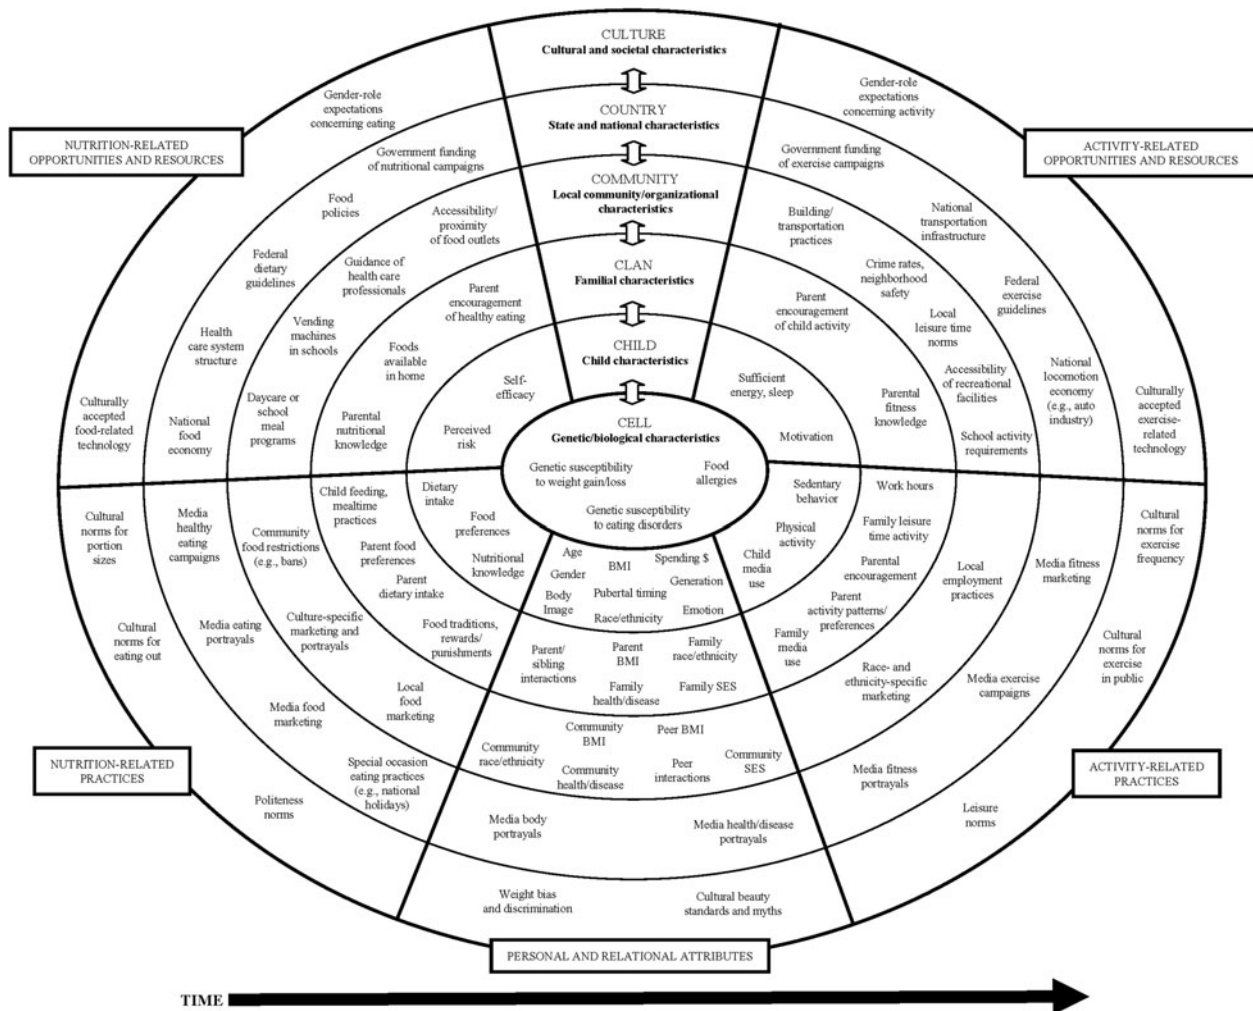 CULTURE
Cultural and societal characteristics
COUNTRY
State and national characteristics
COMMUNITY
Local community/organizational
characteristics
CLAN
Familial characteristics
CHILD
Child characteristics
CELL
Genetic/biological characteristics
Genetic susceptibility
to weight gain/loss
Food
allergies
Genetic susceptibility
to eating disorders
NUTRITION-RELATED
OPPORTUNITIES AND RESOURCES
Gender-role
expectations
concerning eating
Culturally
accepted
food-related
technology
Government funding
of nutritional campaigns
Food
policies
Federal
dietary
guidelines
Health
care system
structure
National
food
economy
Accessibility/
proximity
of food outlets
Guidance of
health care
professionals
Vending
machines
in schools
Daycare or
school
meal
programs
Parent
encouragement
of healthy eating
Foods
available
in home
Parental
nutritional
knowledge
Self-
efficacy
Perceived
risk
ACTIVITY-RELATED
OPPORTUNITIES AND RESOURCES
Gender-role
expectations
concerning activity
Culturally
accepted
exercise-
related
technology
Government funding
of exercise campaigns
National
transportation
infrastructure
Federal
exercise
guidelines
National
locomotion
economy
(e.g., auto
industry)
Building/
transportation
practices
Crime rates,
neighborhood
safety
Local
leisure time
norms
Accessibility
of recreational
facilities
School activity
requirements
Parent
encouragement
of child activity
Parental
fitness
knowledge
Sufficient
energy, sleep
Motivation
NUTRITION-RELATED
PRACTICES
Cultural
norms for
portion
sizes
Cultural
norms for
eating out
Politeness
norms
Media
healthy
eating
campaigns
Media eating
portrayals
Media food
marketing
Special occasion
eating practices
(e.g., national
holidays)
Community
food restrictions
(e.g., bans)
Culture-specific
marketing and
portrayals
Local
food
marketing
Child feeding,
mealtime
practices
Parent food
preferences
Parent
dietary intake
Food traditions,
rewards/
punishments
Dietary
intake
Food
preferences
Nutritional
knowledge
ACTIVITY-RELATED
PRACTICES
Sedentary
behavior
Physical
activity
Child
media
use
Work hours
Family leisure
time activity
Parental
encouragement
Parent
activity patterns/
preferences
Family
media
use
Local
employment
practices
Race- and
ethnicity-specific
marketing
Media fitness
marketing
Media exercise
campaigns
Media fitness
portrayals
Cultural
norms for
exercise
frequency
Cultural
norms for
exercise
in public
Leisure
norms
Age
BMI
Spending $
Gender
Generation
Body
Image
Pubertal timing
Emotion
Race/ethnicity
Parent/
sibling
interactions
Parent
BMI
Family
race/ethnicity
Family
health/disease
Family SES
Community
BMI
Peer BMI
Community
race/ethnicity
Community
health/disease
Peer
interactions
Community
SES
Media body
portrayals
Media health/disease
portrayals
Weight bias
and discrimination
Cultural beauty
standards and myths
PERSONAL AND RELATIONAL ATTRIBUTES
TIME